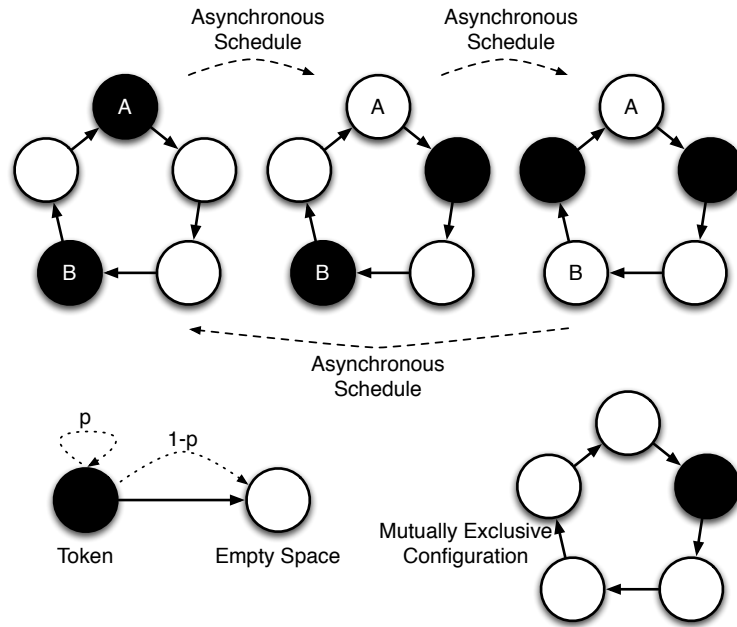 Asynchronous
Schedule
Asynchronous
Schedule
A
A
A
B
B
B
Asynchronous
Schedule
p
1-p
Token
Empty Space
Mutually Exclusive
Configuration